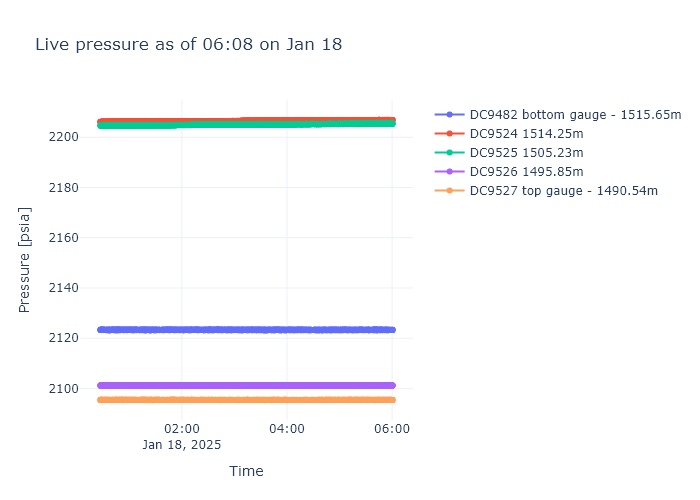 Live pressure as of 06:08 on Jan 18
DC9482 bottom gauge - 1515.65m
DC9524 1514.25m
DC9525 1505.23m
DC9526 1495.85m
DC9527 top gauge - 1490.54m
Pressure [psia]
2200
2180
2160
2140
2120
2100
02:00
04:00
06:00
Jan 18, 2025
Time